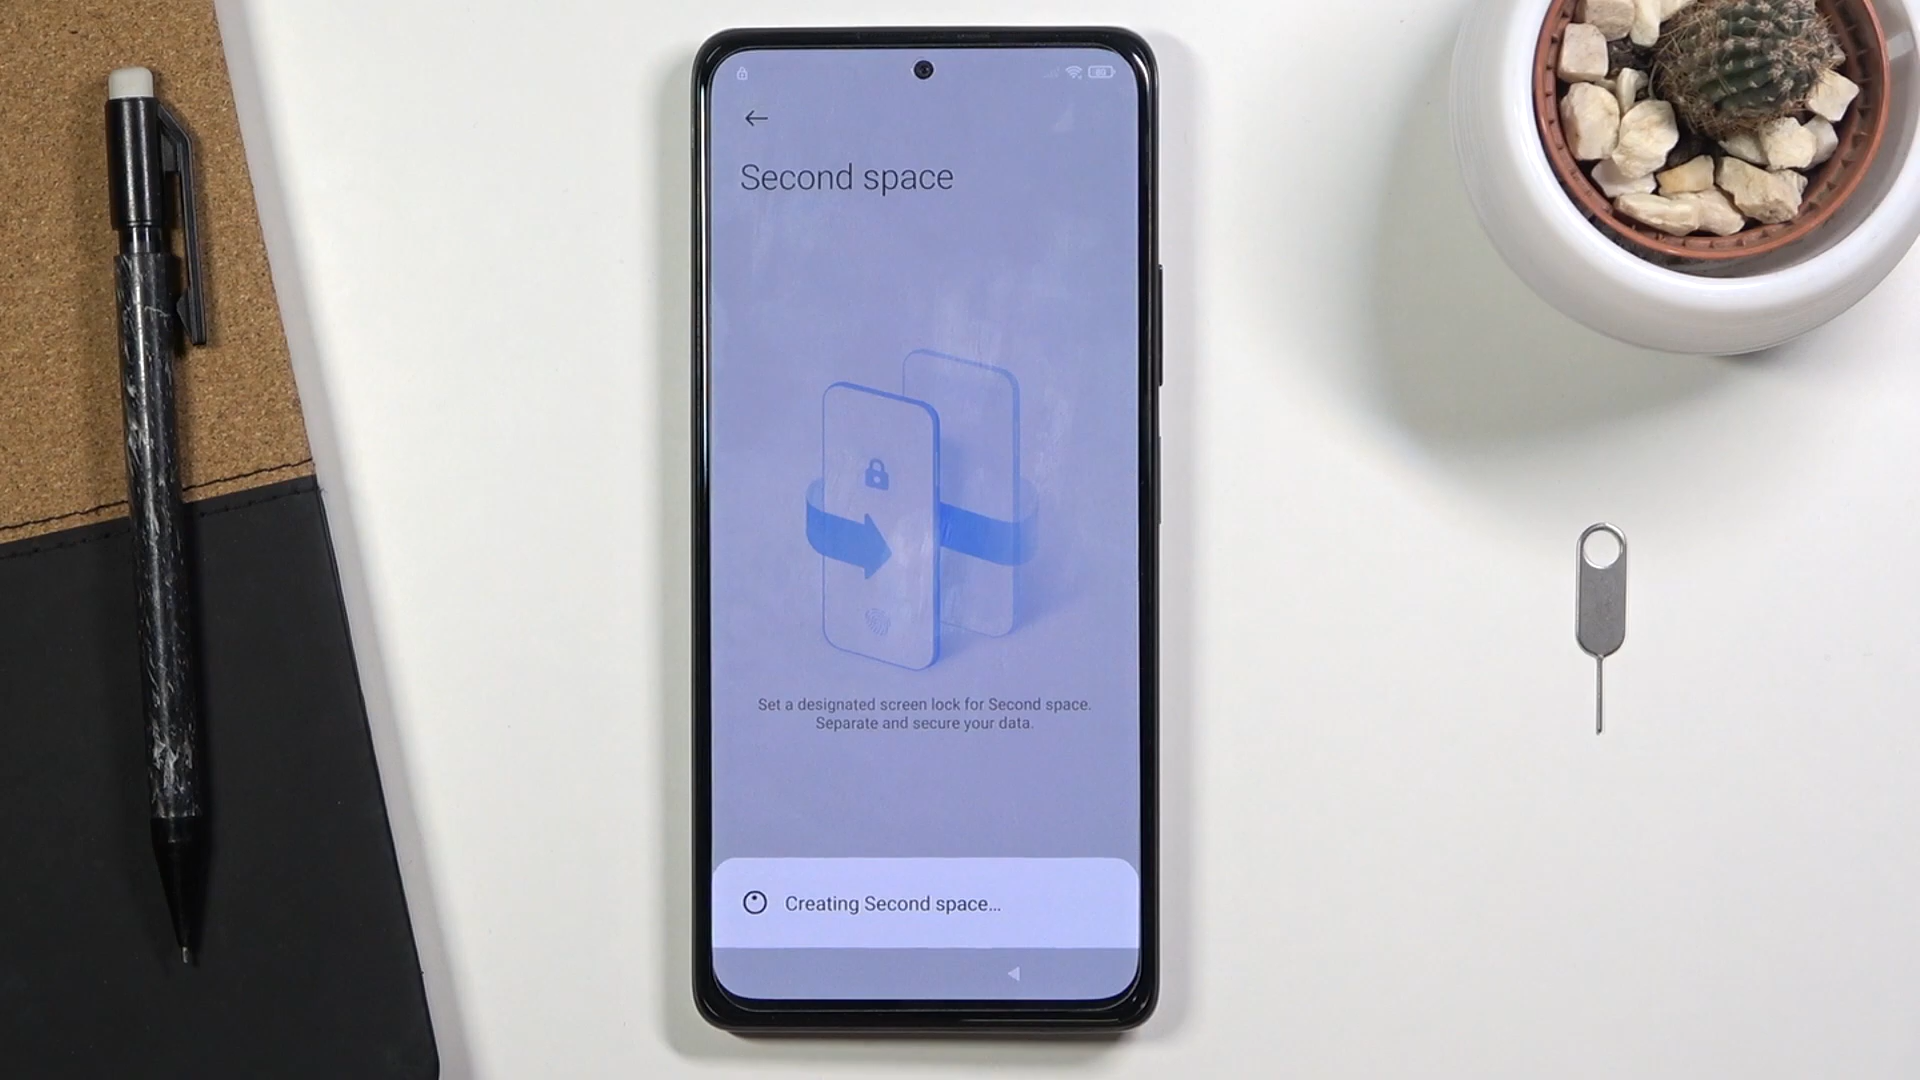 Second space
Set a designated screen lock for Second space.
Separate and secure your data.
Creating Second space...